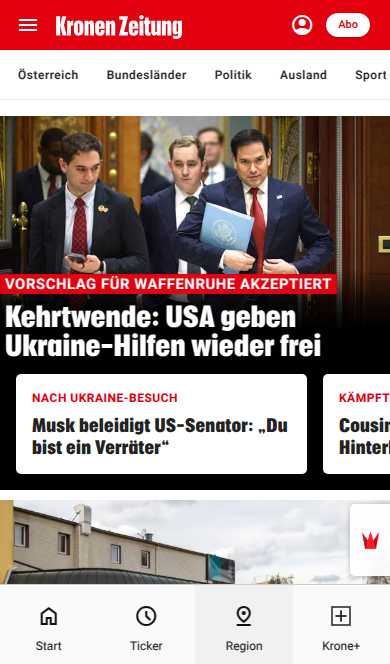 Kronen Zeitung
Abo
Österreich Bundesländer Politik Ausland Sport
VORSCHLAG FÜR WAFFENRUHE AKZEPTIERT
Kehrtwende: USA geben
Ukraine-Hilfen wieder frei
NACH UKRAINE-BESUCH
Musk beleidigt US-Senator: „Du
bist ein Verräter“
KÄMPFT
Cousin
Start Ticker Region Krone+